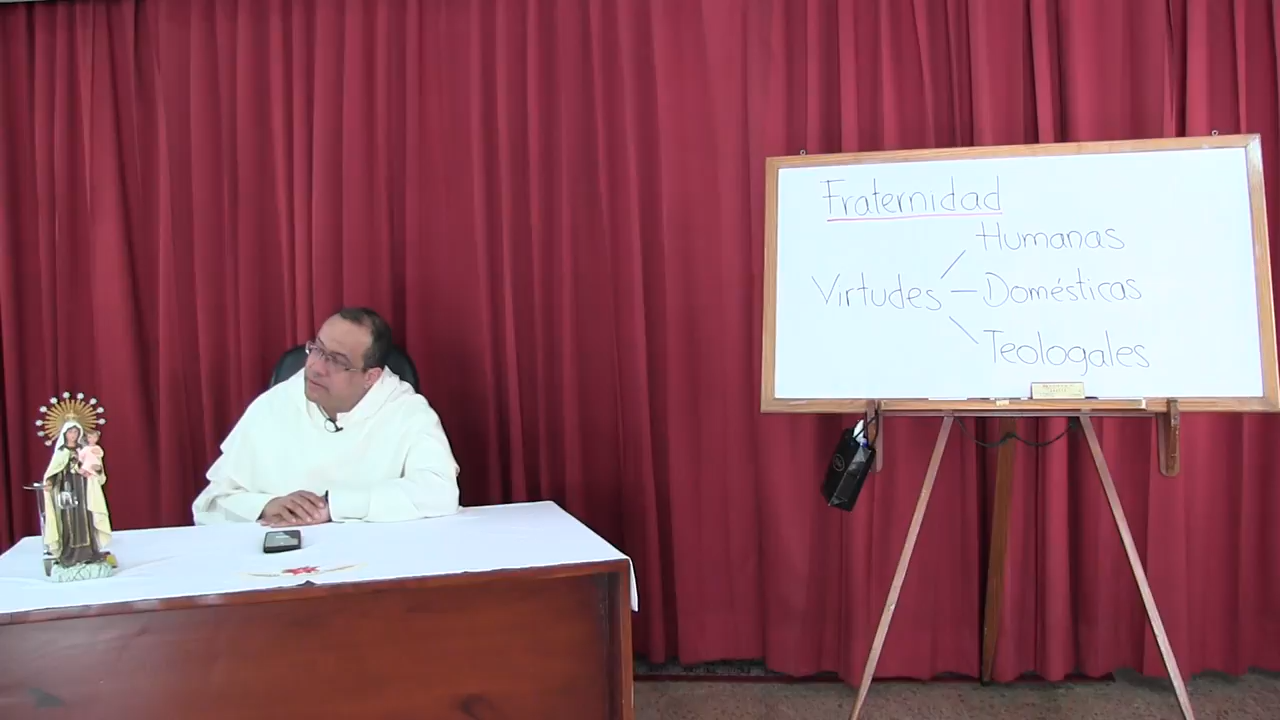 Fraternidad
Humanas
Virtudes – Domésticas
Teologales